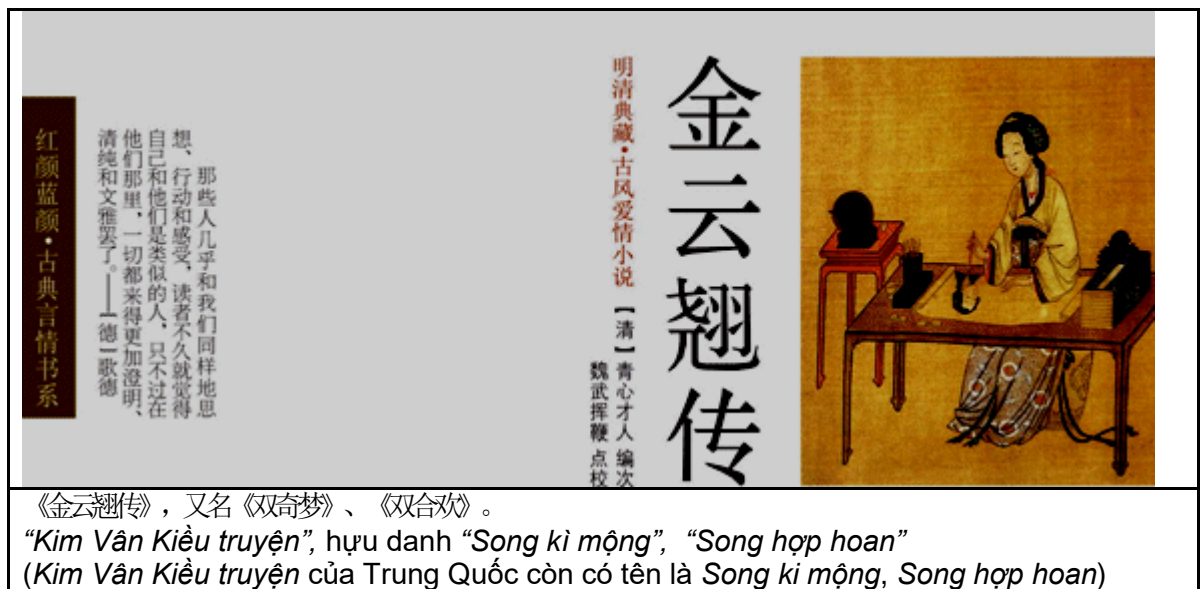 金云翘传
明清典藏·古风爱情小说
【清】青心才人 编次
魏武挥鞭 点校
那些人几乎和我们同样地思
想、行动和感受，读者不久就觉得
自己和他们是类似的人，只不过在
他们那里，一切都来得更加澄明、
清纯和文雅罢了。——[德]歌德
红颜蓝颜·古典言情书系
《金云翘传》，又名《双奇梦》、《双合欢》。
“Kim Vân Kiều truyện”, hựu danh “Song kì mộng”, “Song hợp hoan”
(Kim Vân Kiều truyện của Trung Quốc còn có tên là Song ki mộng, Song hợp hoan)